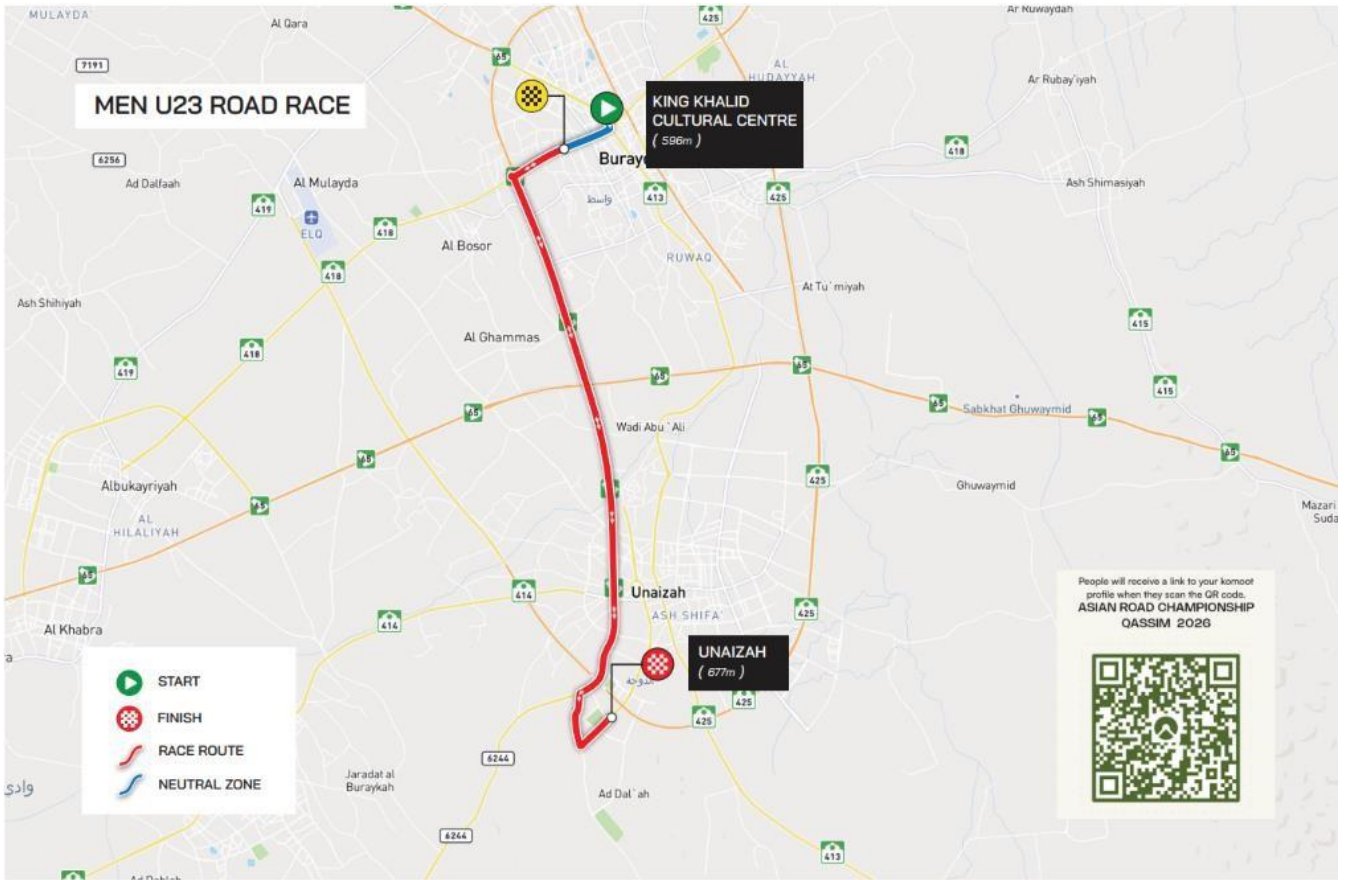 MULAYDA
Al Qara
65
425
Ar Ruwaydah
7191
65
AL
HUDAYYAH
Ar Rubay'iyah
MEN U23 ROAD RACE
KING KHALID
CULTURAL CENTRE
( 596m )
Buray
6256
418
Ad Dalfaah
Al Mulayda
Ash Shimasiyah
419
واسط
413
425
ELQ
418
Al Bosor
RUWAQ
418
Ash Shihiyah
At Tu`miyah
415
Al Ghammas
418
419
65
65
415
65
65
Sabkhat Ghuwaymid
65
Wadi Abu `Ali
65
65
425
Albukayriyah
Ghuwaymid
65
Mazari
Suda
AL
HILALIYAH
65
414
Unaizah
People will receive a link to your komoot
profile when they scan the QR code.
ASIAN ROAD CHAMPIONSHIP
QASSIM 2026
ASH SHIFA'
425
414
Al Khabra
a
UNAIZAH
( 677m )
START
425
FINISH
425
RACE ROUTE
6244
NEUTRAL ZONE
Jaradat al
Buraykah
وادي
Ad Dal`ah
6244
413